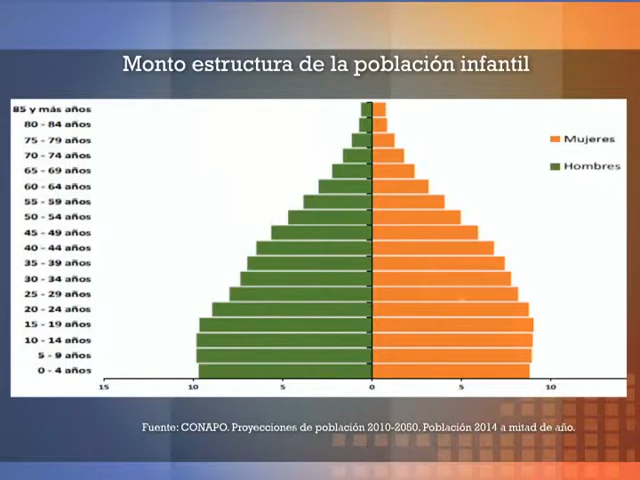 Monto estructura de la población infantil
85 y más años
80 - 84 años
75 - 79 años
70 - 74 años
65 - 69 años
60 - 64 años
55 - 59 años
50 - 54 años
45 - 49 años
40 - 44 años
35 - 39 años
30 - 34 años
25 - 29 años
20 - 24 años
15 - 19 años
10 - 14 años
5 - 9 años
0 - 4 años
Mujeres
Hombres
15 10 5 0 5 10
Fuente: CONAPO. Proyecciones de población 2010-2050. Población 2014 a mitad de año.